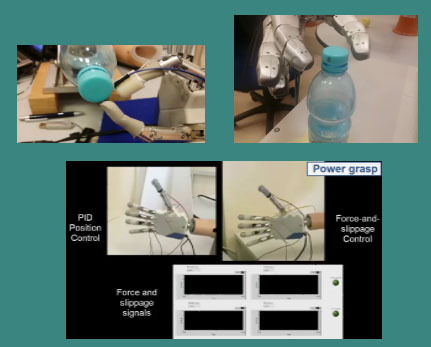 Power grasp
PID
Position
Control
Force-and-
slippage
Control
Force and
slippage
signals